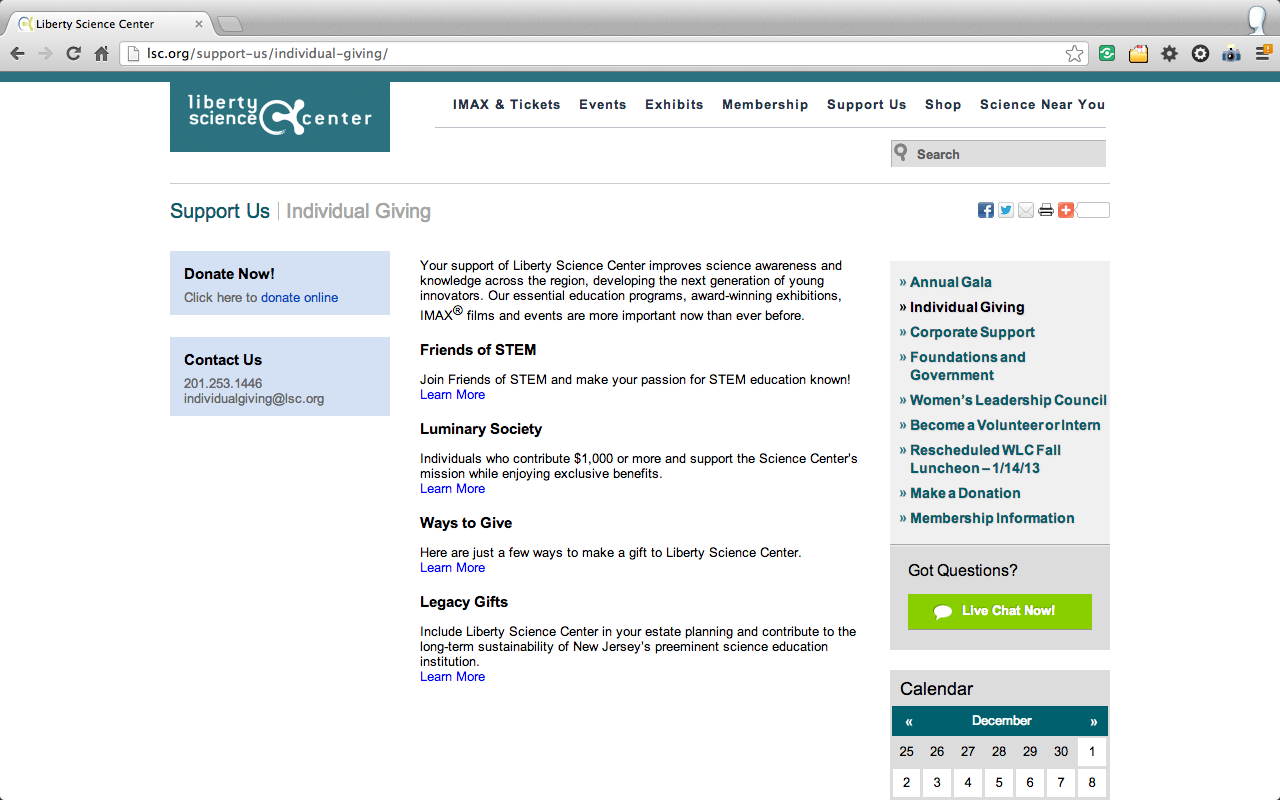 Liberty Science Center
lsc.org/support-us/individual-giving/
liberty
science center
IMAX & Tickets Events Exhibits Membership Support Us Shop Science Near You
Search
Support Us | Individual Giving
Donate Now!
Click here to donate online
Contact Us
201.253.1446
individualgiving@lsc.org
Your support of Liberty Science Center improves science awareness and
knowledge across the region, developing the next generation of young
innovators. Our essential education programs, award-winning exhibitions,
IMAX® films and events are more important now than ever before.
Friends of STEM
Join Friends of STEM and make your passion for STEM education known!
Learn More
Luminary Society
Individuals who contribute $1,000 or more and support the Science Center's
mission while enjoying exclusive benefits.
Learn More
Ways to Give
Here are just a few ways to make a gift to Liberty Science Center.
Learn More
Legacy Gifts
Include Liberty Science Center in your estate planning and contribute to the
long-term sustainability of New Jersey's preeminent science education
institution.
Learn More
» Annual Gala
» Individual Giving
» Corporate Support
» Foundations and
Government
» Women's Leadership Council
» Become a Volunteer or Intern
» Rescheduled WLC Fall
Luncheon – 1/14/13
» Make a Donation
» Membership Information
Got Questions?
Live Chat Now!
Calendar
« December »
25 26 27 28 29 30 1
2 3 4 5 6 7 8